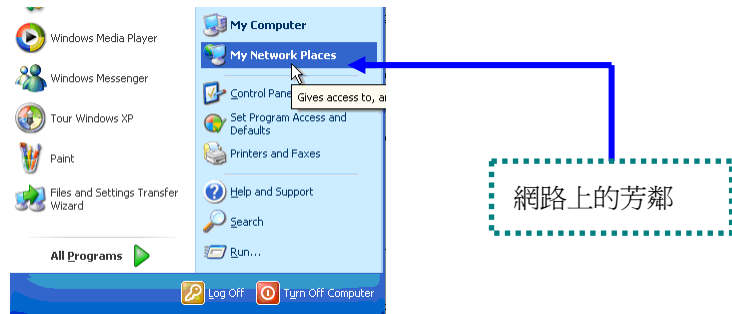 Windows Media Player
Windows Messenger
Tour Windows XP
Paint
Files and Settings Transfer
Wizard
All Programs
My Computer
My Network Places
Control Pane
Gives access to, a
Set Program Access and
Defaults
Printers and Faxes
Help and Support
Search
Run...
Log Off
Turn Off Computer
網路上的芳鄰